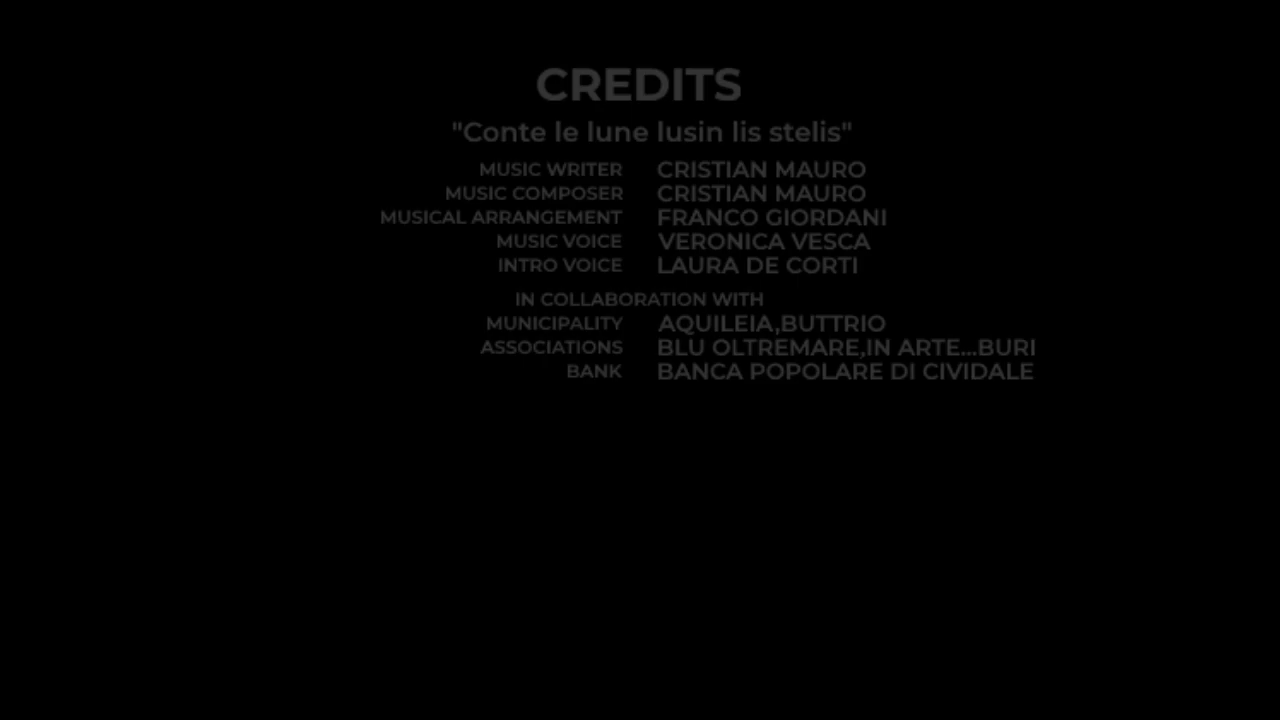 CREDITS
"Conte le lune lusin lis stelis"
MUSIC WRITER CRISTIAN MAURO
MUSIC COMPOSER CRISTIAN MAURO
MUSICAL ARRANGEMENT FRANCO GIORDANI
MUSIC VOICE VERONICA VESCA
INTRO VOICE LAURA DE CORTI
IN COLLABORATION WITH
MUNICIPALITY AQUILEIA,BUTTRIO
ASSOCIATIONS BLU OLTREMARE,IN ARTE...BURI
BANK BANCA POPOLARE DI CIVIDALE